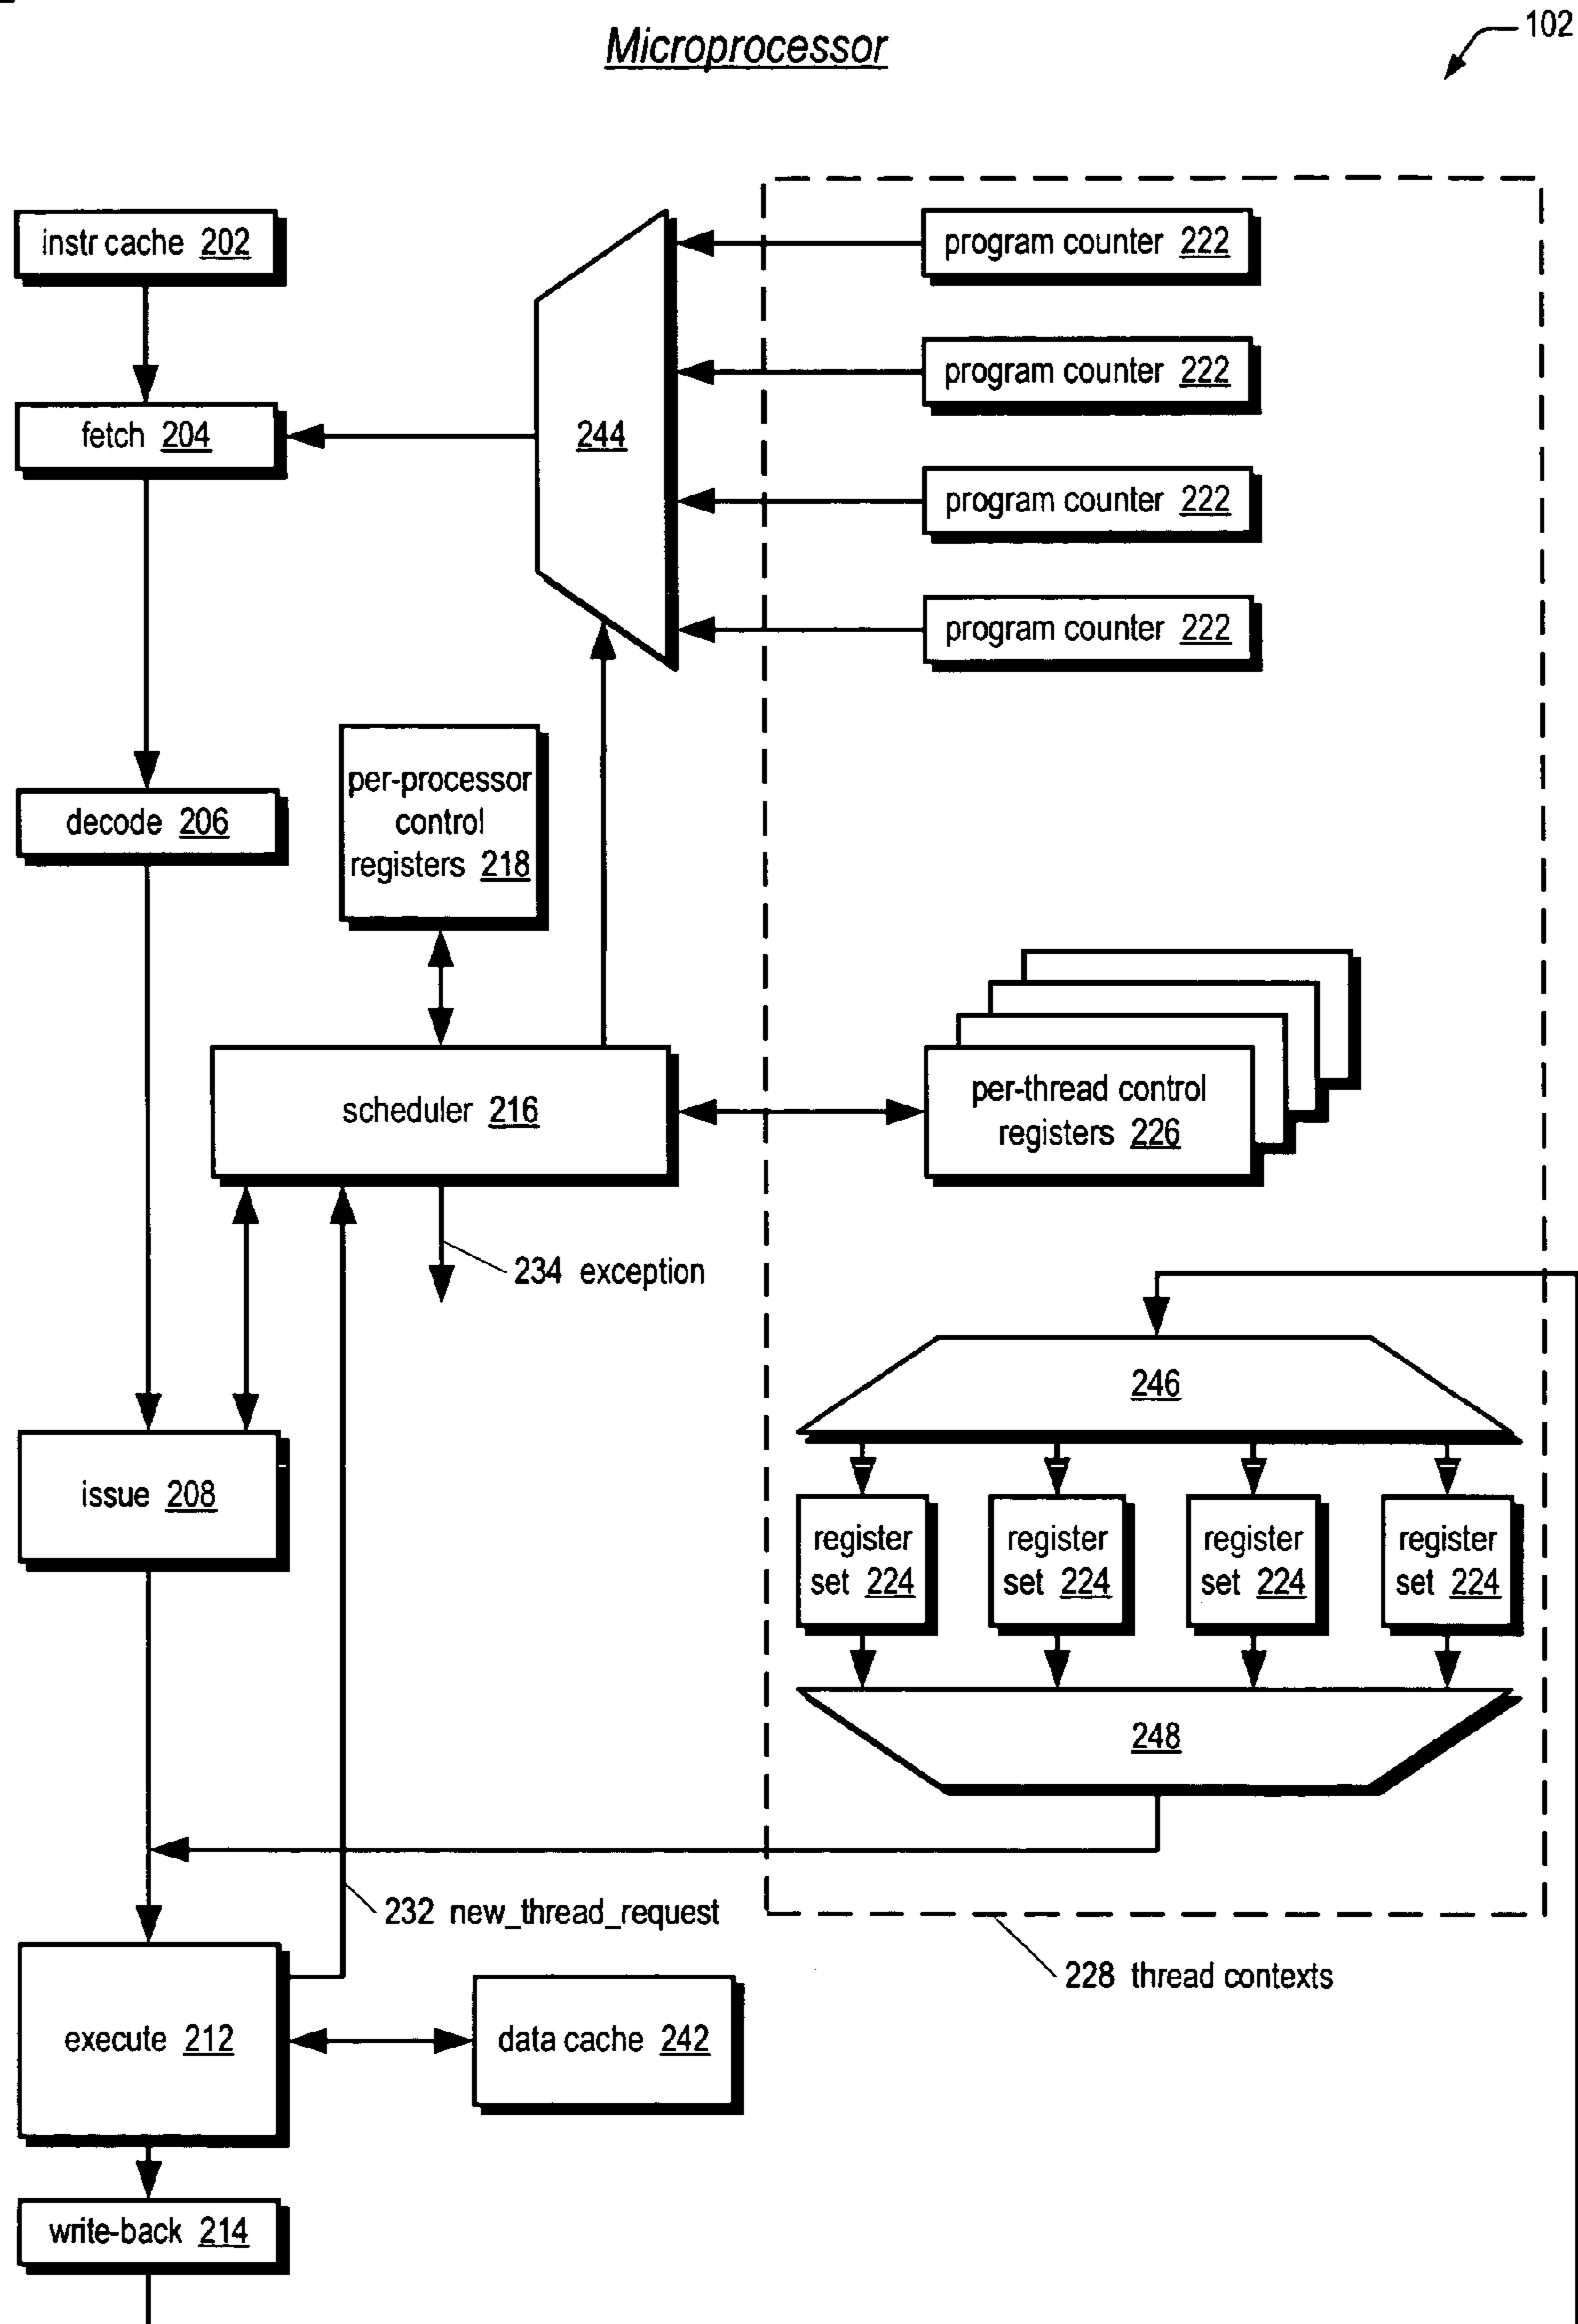 Microprocessor
102
instr cache 202
program counter 222
program counter 222
fetch 204
244
program counter 222
program counter 222
per-processor
control
registers 218
decode 206
scheduler 216
per-thread control
registers 226
234 exception
246
issue 208
register
set 224
register
set 224
register
set 224
register
set 224
248
232 new_thread_request
228 thread contexts
execute 212
data cache 242
write-back 214